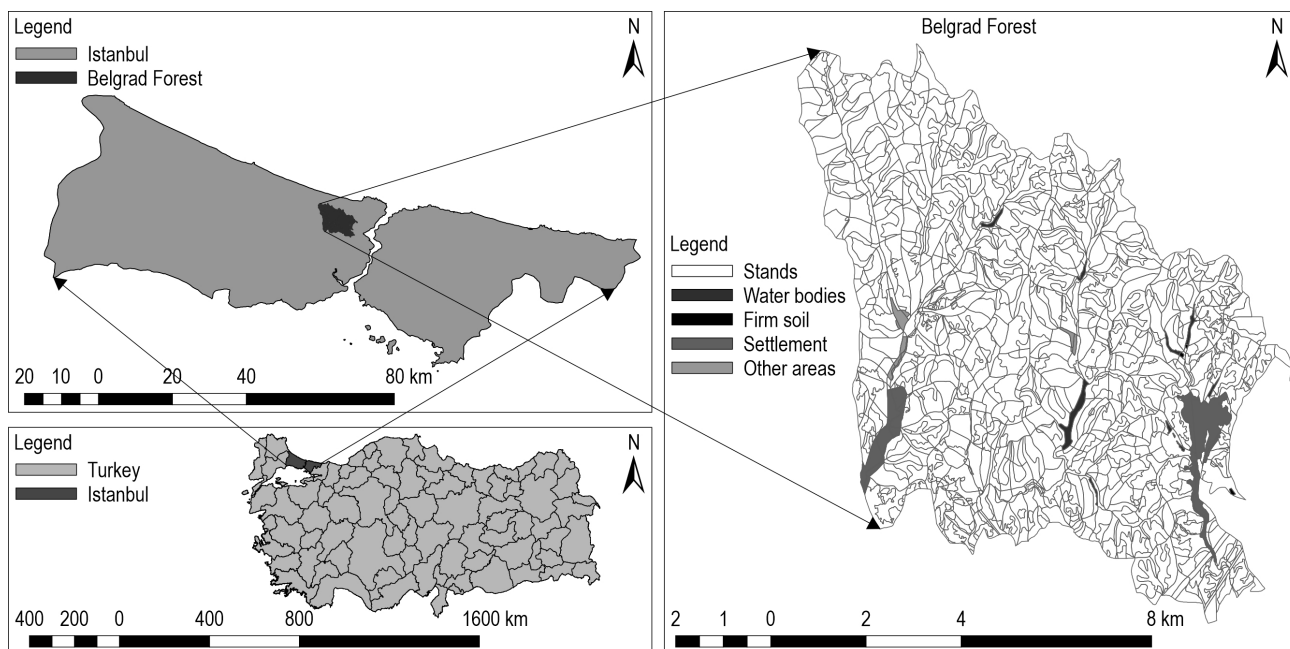 Legend
N
Istanbul
Belgrad Forest
20 10 0 20 40 80 km
Legend
N
Turkey
Istanbul
400 200 0 400 800 1600 km
Belgrad Forest
N
Legend
Stands
Water bodies
Firm soil
Settlement
Other areas
2 1 0 2 4 8 km